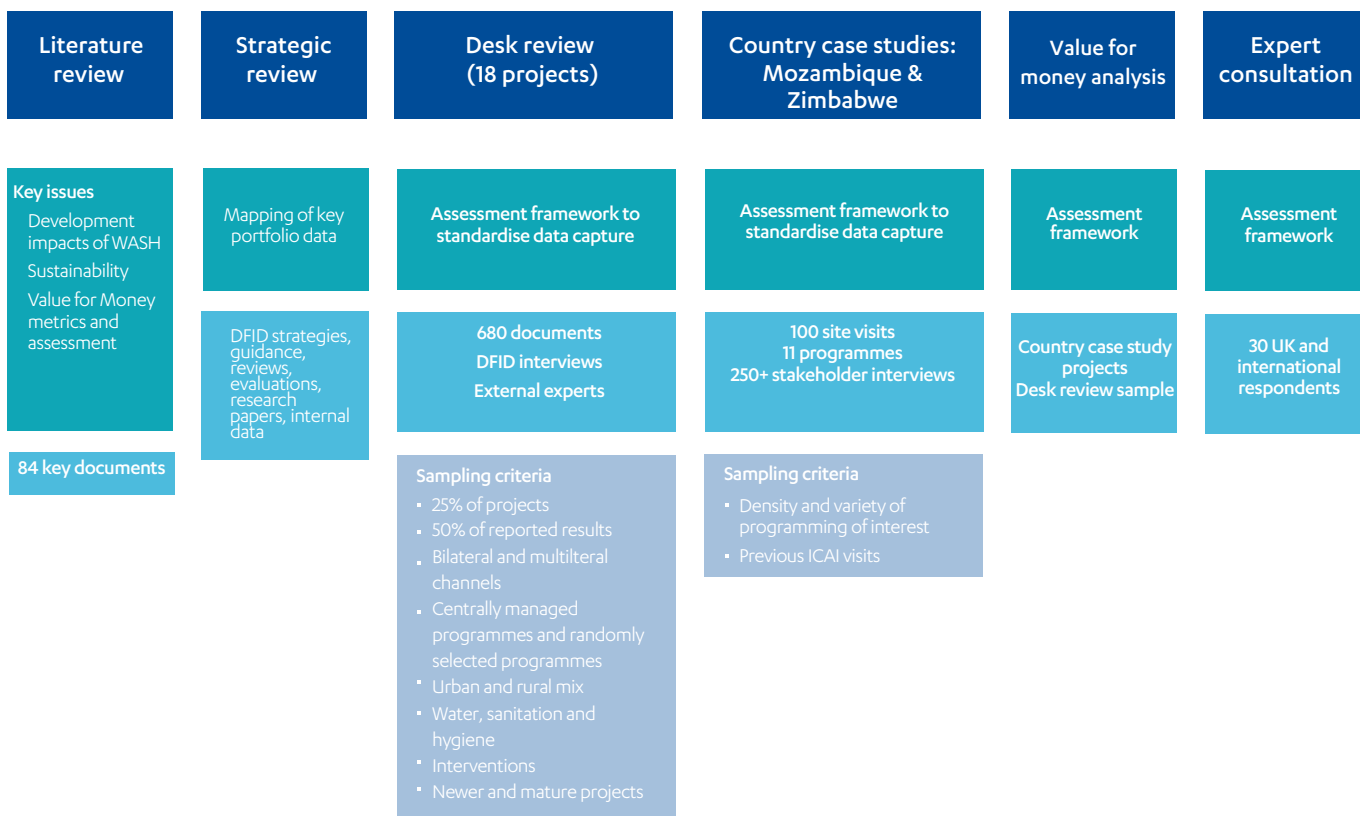 Literature
review
Strategic
review
Desk review
(18 projects)
Country case studies:
Mozambique &
Zimbabwe
Value for
money analysis
Expert
consultation
Key issues
Development
impacts of WASH
Sustainability
Value for Money
metrics and
assessment
84 key documents
Mapping of key
portfolio data
DFID strategies,
guidance,
reviews,
evaluations,
research
papers, internal
data
Assessment framework to
standardise data capture
680 documents
DFID interviews
External experts
Sampling criteria
▪ 25% of projects
▪ 50% of reported results
▪ Bilateral and multilteral
channels
▪ Centrally managed
programmes and randomly
selected programmes
▪ Urban and rural mix
▪ Water, sanitation and
hygiene
▪ Interventions
▪ Newer and mature projects
Assessment framework to
standardise data capture
100 site visits
11 programmes
250+ stakeholder interviews
Sampling criteria
▪ Density and variety of
programming of interest
▪ Previous ICAI visits
Assessment
framework
Country case study
projects
Desk review sample
Assessment
framework
30 UK and
international
respondents